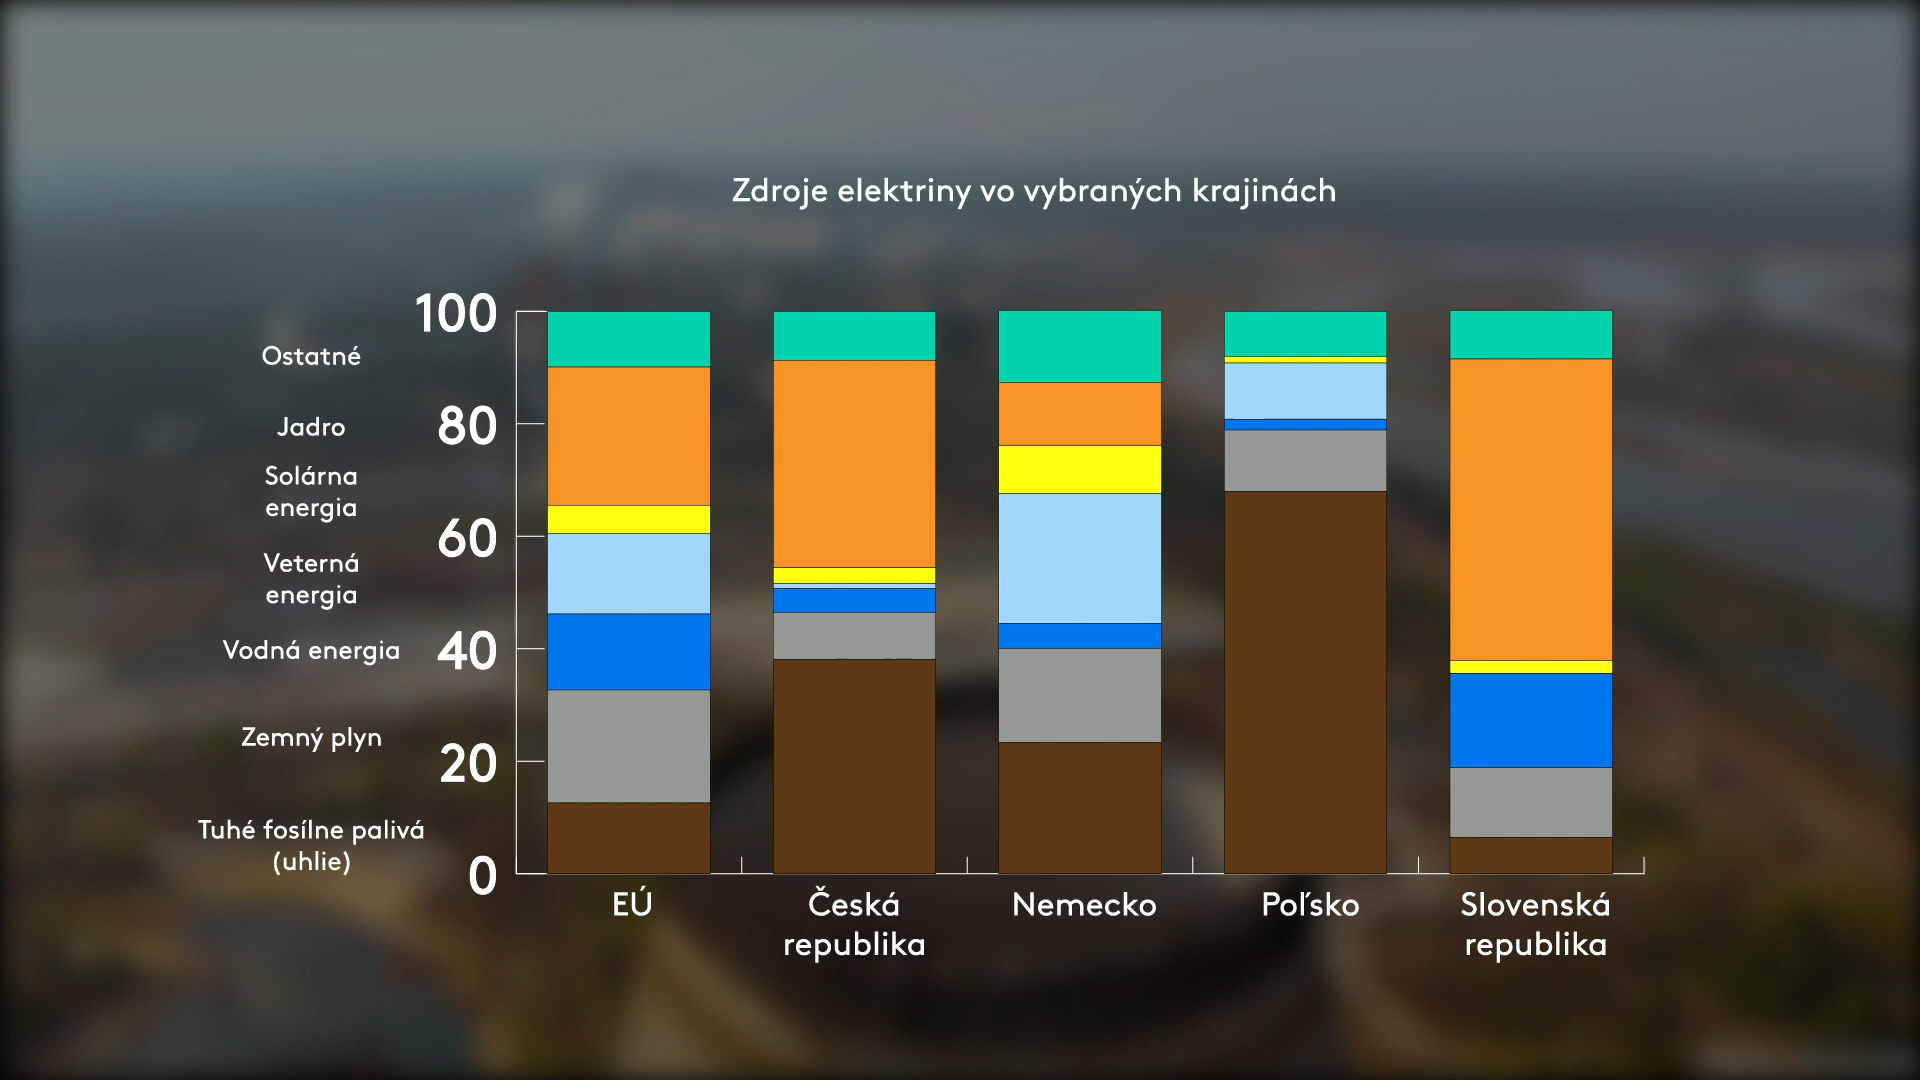 Zdroje elektriny vo vybraných krajinách
100
80
60
40
20
0
Ostatné
Jadro
Solárna
energia
Veterná
energia
Vodná energia
Zemný plyn
Tuhé fosílne palivá
(uhlie)
EÚ
Česká
republika
Nemecko
Poľsko
Slovenská
republika